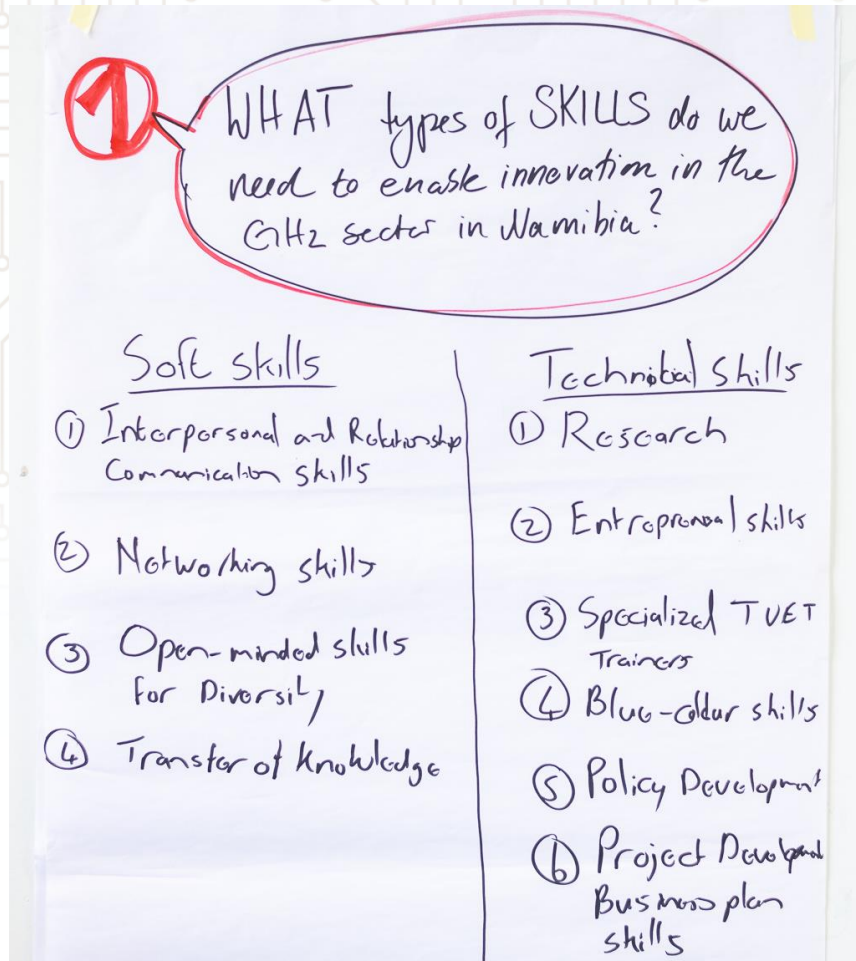 1
WHAT types of SKILLS do we
need to enable innovation in the
GH2 sector in Namibia?
Soft skills
① Interpersonal and Relationship
Communication skills
② Networking skills
③ Open-minded skills
for Diversity
④ Transfer of Knowledge
Technical skills
① Research
② Entreprenual skills
③ Specialized TVET
Trainers
④ Blue-collar skills
⑤ Policy Development
⑥ Project Development
Business plan
skills